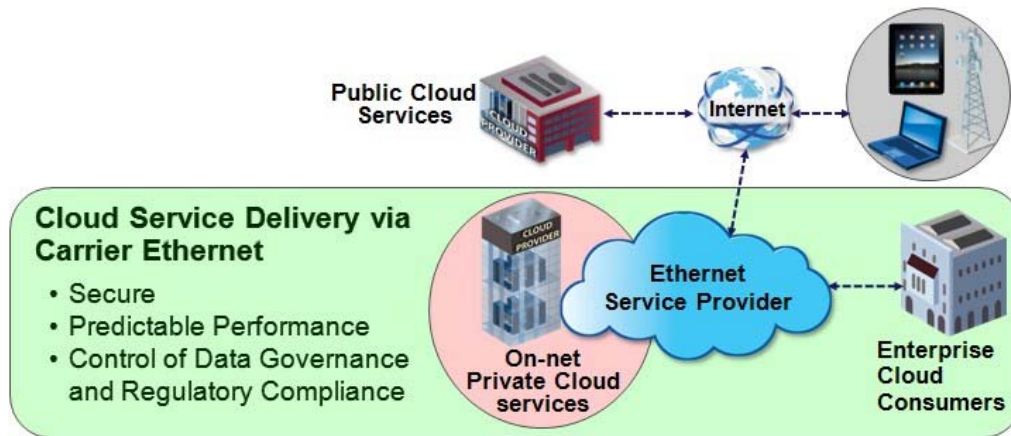 Public Cloud
Services
CLOUD
PROVIDER
Internet
Cloud Service Delivery via
Carrier Ethernet
• Secure
• Predictable Performance
• Control of Data Governance
and Regulatory Compliance
CLOUD
PROVIDER
On-net
Private Cloud
services
Ethernet
Service Provider
Enterprise
Cloud
Consumers